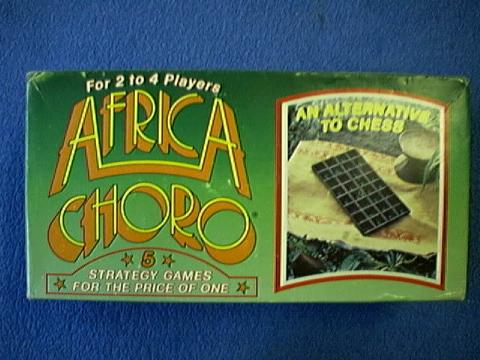 For 2 to 4 Players
AFRICA
CHORO
5
STRATEGY GAMES
FOR THE PRICE OF ONE
AN ALTERNATIVE
TO CHESS